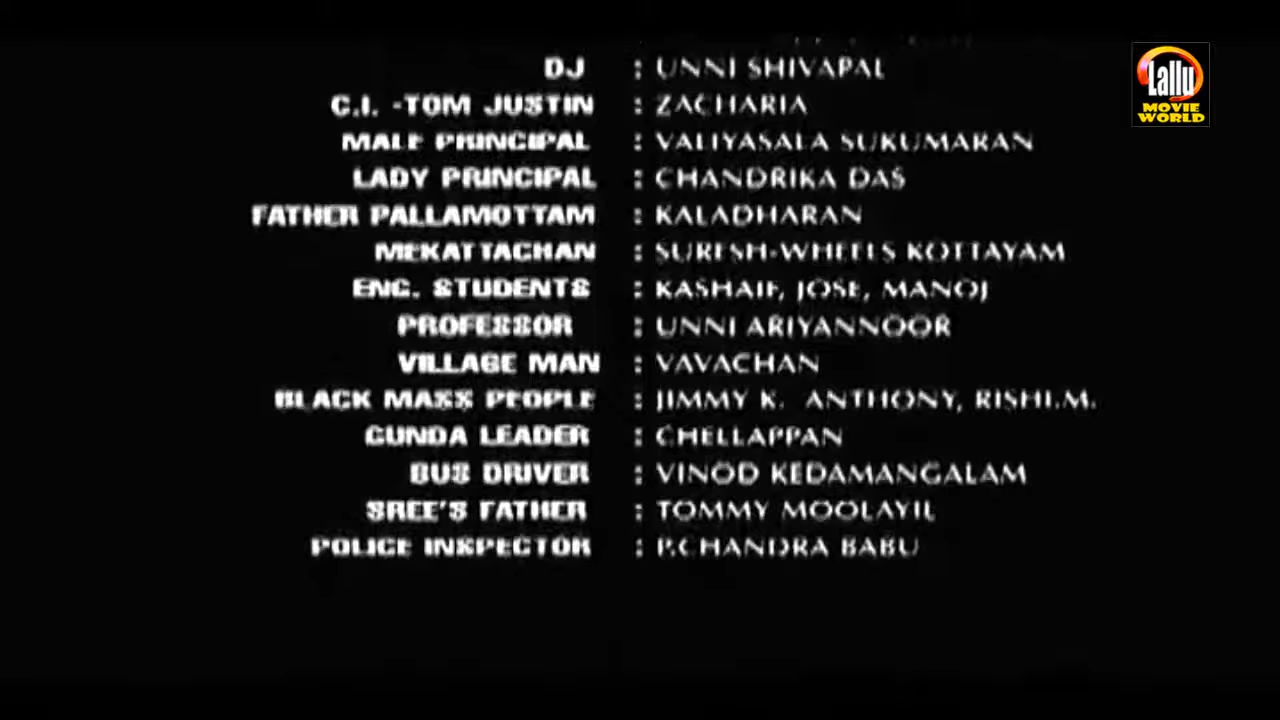 DJ : UNNI SHIVAPAL
C.I. -TOM JUSTIN : ZACHARIA
MALE PRINCIPAL : VALIYASALA SUKUMARAN
LADY PRINCIPAL : CHANDRIKA DAS
FATHER PALLAMOTTAM : KALADHARAN
MEKATTACHAN : SURESH-WHEELS KOTTAYAM
ENG. STUDENTS : KASHAIF, JOSE, MANOJ
PROFESSOR : UNNI ARIYANNOOR
VILLAGE MAN : VAVACHAN
BLACK MASS PEOPLE : JIMMY K. ANTHONY, RISHI.M.
GUNDA LEADER : CHELLAPPAN
BUS DRIVER : VINOD KEDAMANGALAM
SREE'S FATHER : TOMMY MOOLAYIL
POLICE INSPECTOR : P.CHANDRA BABU
Lallu
MOVIE
WORLD